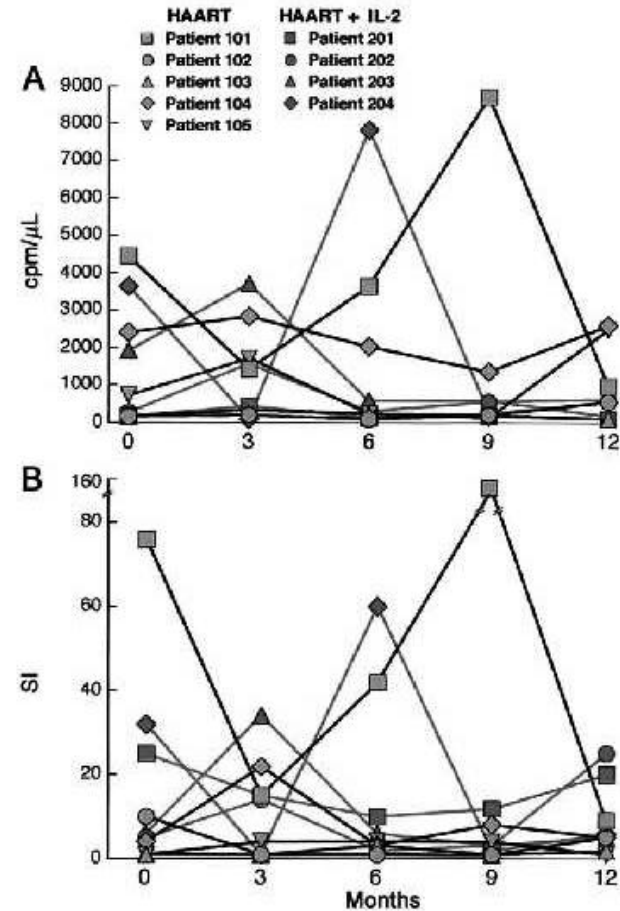 HAART HAART + IL-2
Patient 101 Patient 201
Patient 102 Patient 202
Patient 103 Patient 203
Patient 104 Patient 204
Patient 105
A
9000
8000
7000
6000
5000
4000
3000
2000
1000
0
cpm/µL
0 3 6 9 12
B
160
80
60
40
20
0
SI
0 3 6 9 12
Months